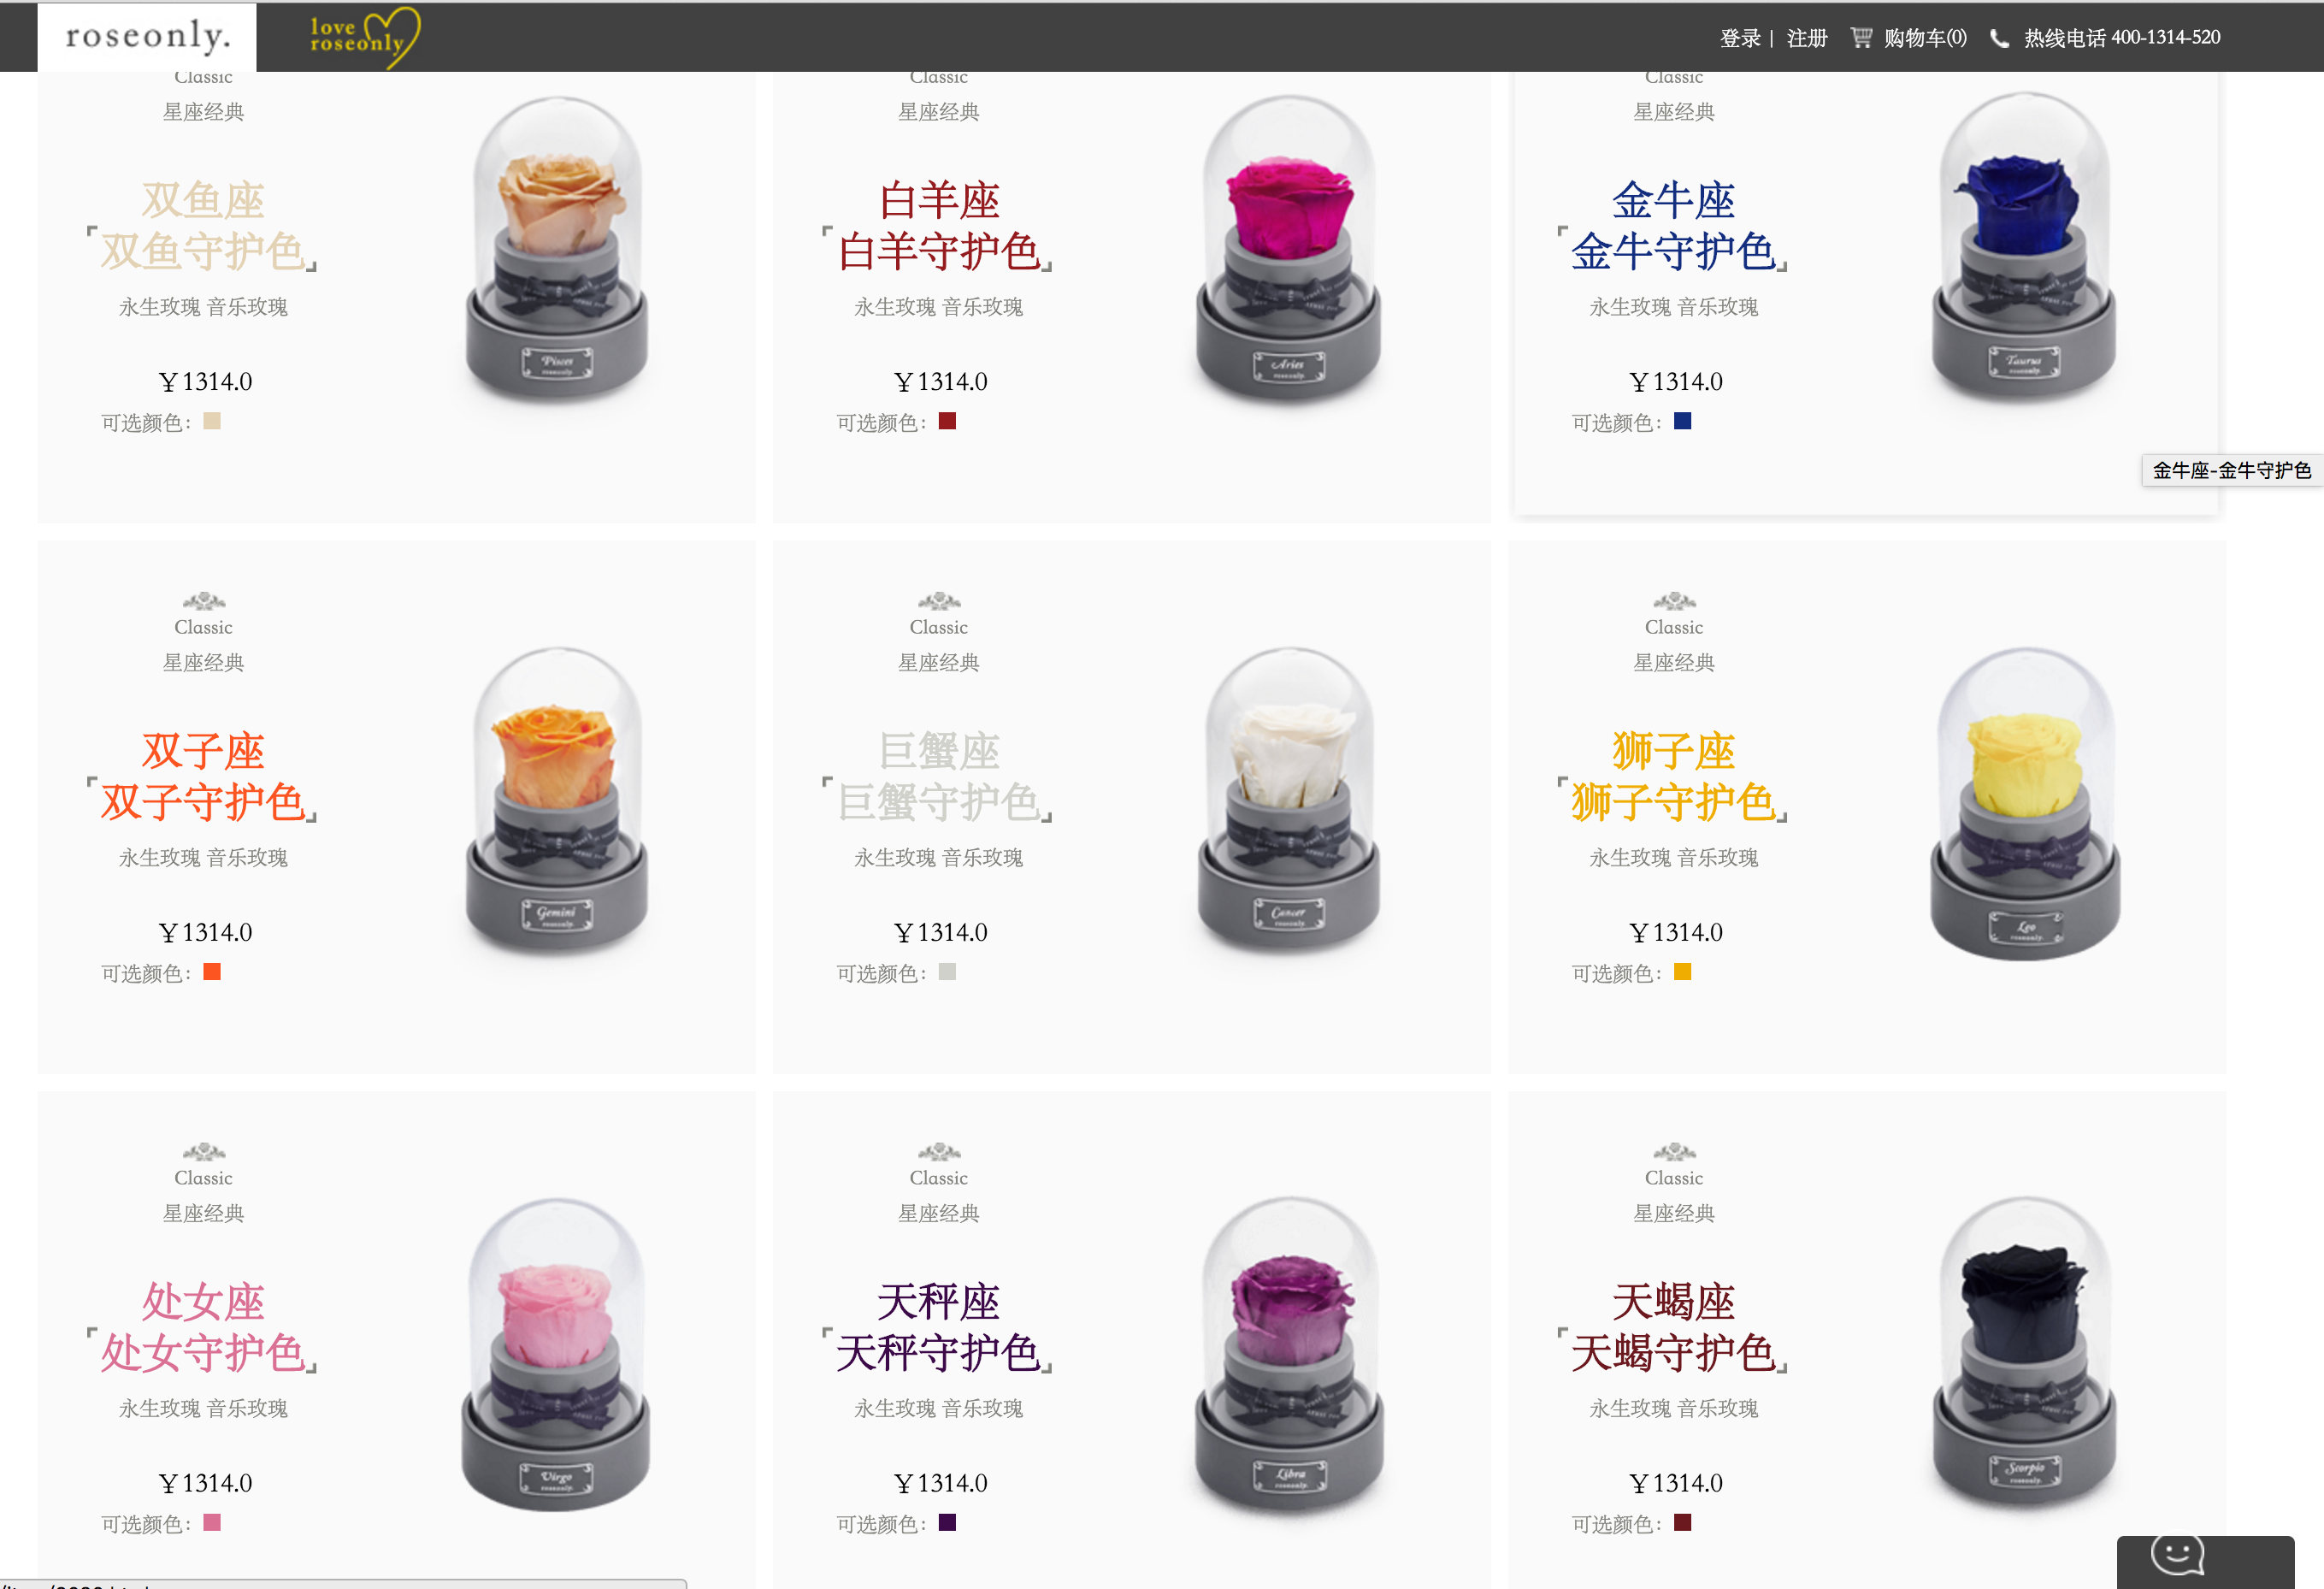 roseonly.
love
roseonly
登录 | 注册 购物车(0) 热线电话 400-1314-520
Classic
星座经典
双鱼座
双鱼守护色
永生玫瑰 音乐玫瑰
￥1314.0
可选颜色：
Pisces
roseonly.
Classic
星座经典
白羊座
白羊守护色
永生玫瑰 音乐玫瑰
￥1314.0
可选颜色：
Aries
roseonly.
Classic
星座经典
金牛座
金牛守护色
永生玫瑰 音乐玫瑰
￥1314.0
可选颜色：
Taurus
roseonly.
金牛座-金牛守护色
Classic
星座经典
双子座
双子守护色
永生玫瑰 音乐玫瑰
￥1314.0
可选颜色：
Gemini
roseonly.
Classic
星座经典
巨蟹座
巨蟹守护色
永生玫瑰 音乐玫瑰
￥1314.0
可选颜色：
Cancer
roseonly.
Classic
星座经典
狮子座
狮子守护色
永生玫瑰 音乐玫瑰
￥1314.0
可选颜色：
Leo
roseonly.
Classic
星座经典
处女座
处女守护色
永生玫瑰 音乐玫瑰
￥1314.0
可选颜色：
Virgo
roseonly.
Classic
星座经典
天秤座
天秤守护色
永生玫瑰 音乐玫瑰
￥1314.0
可选颜色：
Libra
roseonly.
Classic
星座经典
天蝎座
天蝎守护色
永生玫瑰 音乐玫瑰
￥1314.0
可选颜色：
Scorpio
roseonly.